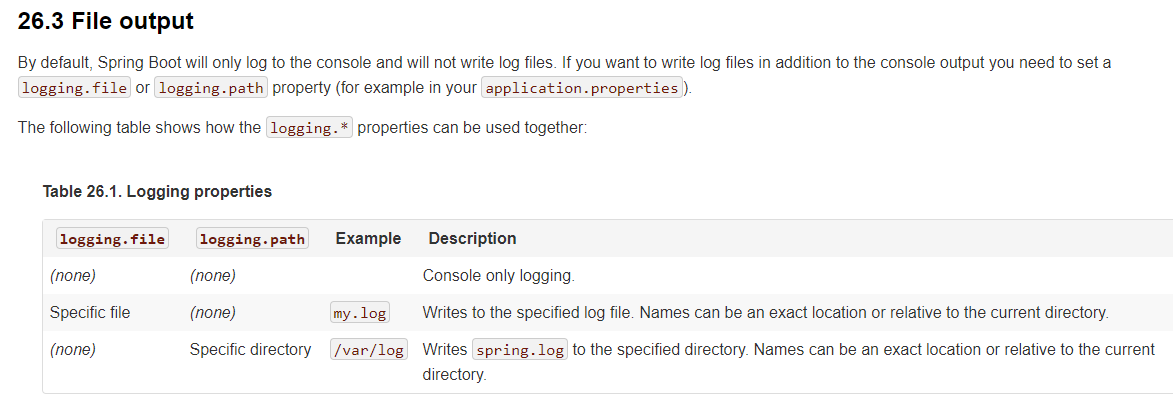 26.3 File output
By default, Spring Boot will only log to the console and will not write log files. If you want to write log files in addition to the console output you need to set a
logging.file or logging.path property (for example in your application.properties).
The following table shows how the logging.* properties can be used together:
Table 26.1. Logging properties
logging.file logging.path Example Description
(none) (none) Console only logging.
Specific file (none) my.log Writes to the specified log file. Names can be an exact location or relative to the current directory.
(none) Specific directory /var/log Writes spring.log to the specified directory. Names can be an exact location or relative to the current
directory.